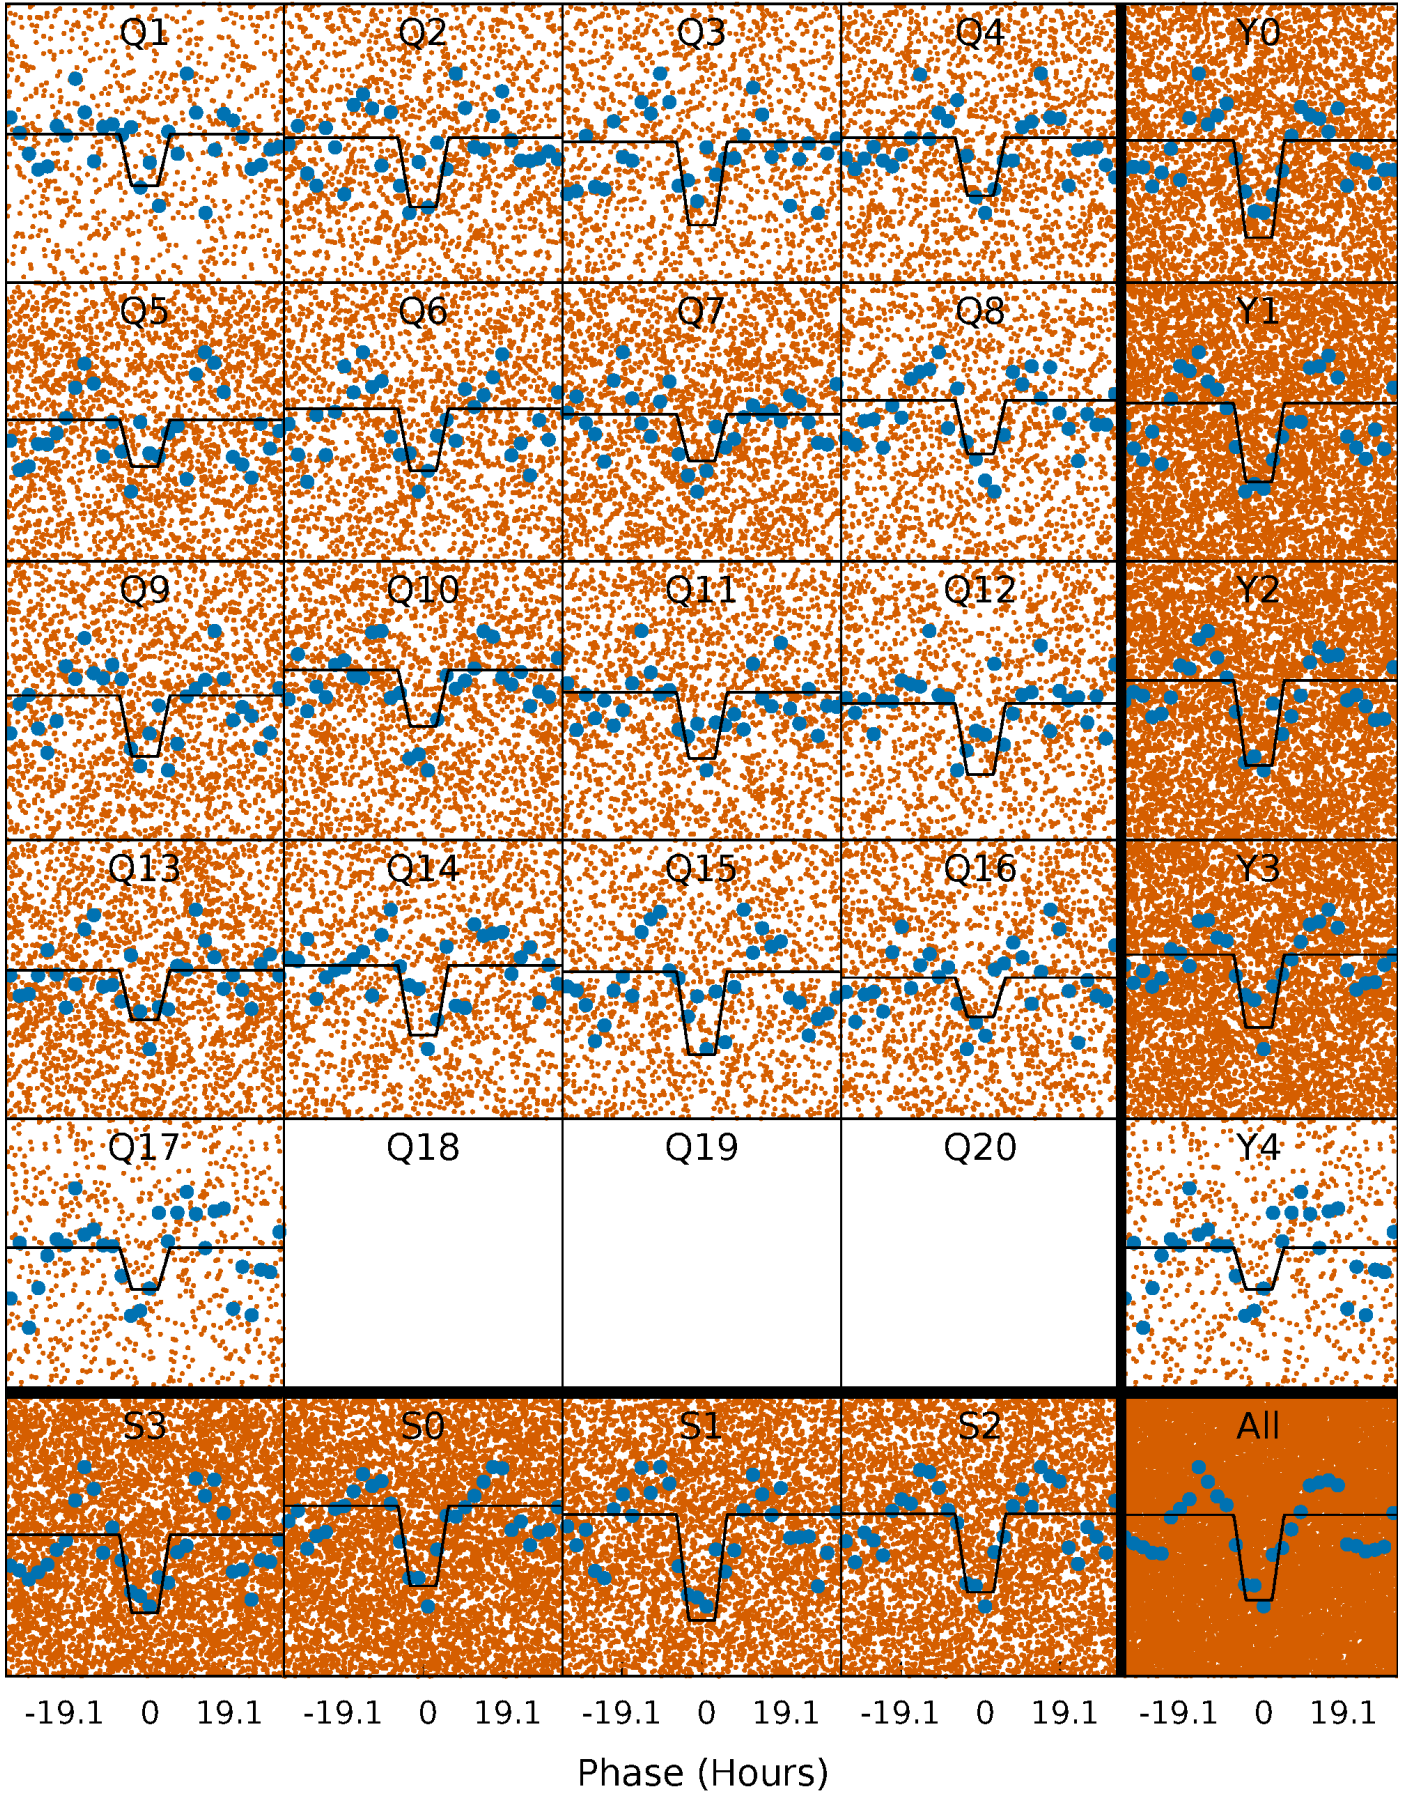 Q1 Q2 Q3 Q4 Y0
Q5 Q6 Q7 Q8 Y1
Q9 Q10 Q11 Q12 Y2
Q13 Q14 Q15 Q16 Y3
Q17 Q18 Q19 Q20 Y4
S3 S0 S1 S2 All
-19.1 0 19.1 -19.1 0 19.1 -19.1 0 19.1 -19.1 0 19.1 -19.1 0 19.1
Phase (Hours)